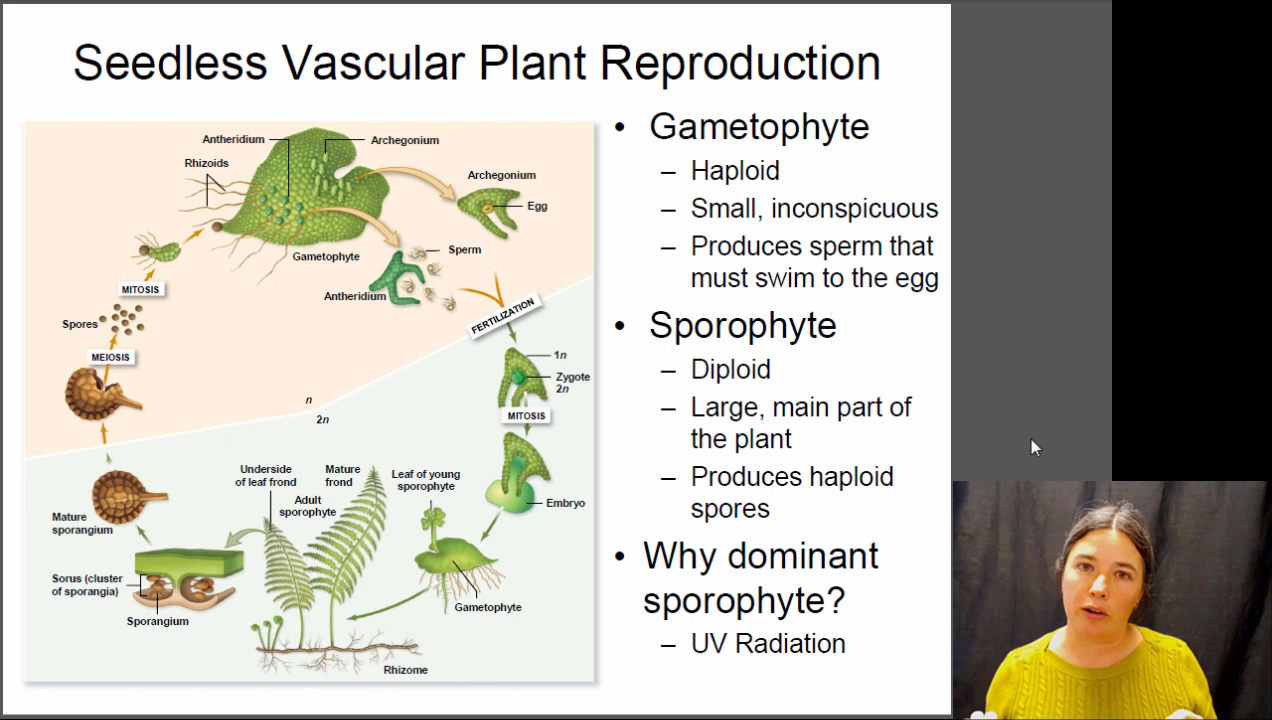 Seedless Vascular Plant Reproduction
Antheridium
Archegonium
Rhizoids
Archegonium
Egg
Sperm
Gametophyte
Antheridium
MITOSIS
Spores
FERTILIZATION
MEIOSIS
1n
Zygote
2n
n
2n
MITOSIS
Underside
of leaf frond
Mature
frond
Leaf of young
sporophyte
Adult
sporophyte
Embryo
Mature
sporangium
Sorus (cluster
of sporangia)
Sporangium
Gametophyte
Rhizome
• Gametophyte
– Haploid
– Small, inconspicuous
– Produces sperm that
must swim to the egg
• Sporophyte
– Diploid
– Large, main part of
the plant
– Produces haploid
spores
• Why dominant
sporophyte?
– UV Radiation